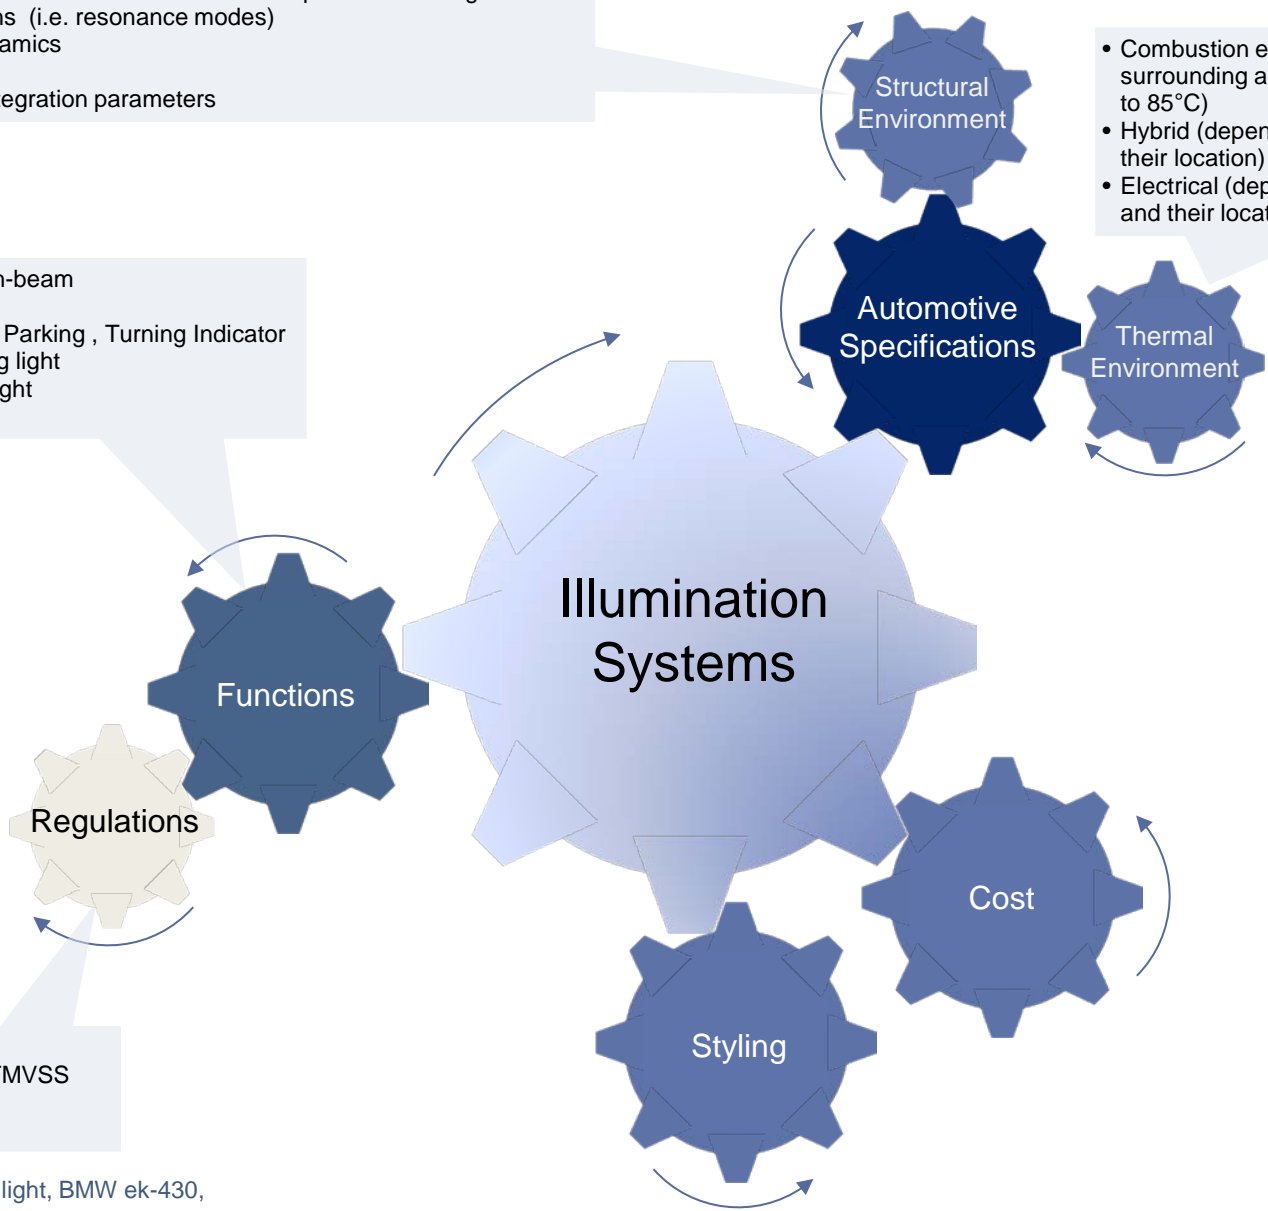 ns (i.e. resonance modes)
amics
tegration parameters
Structural
Environment
• Combustion e
surrounding a
to 85°C)
• Hybrid (depen
their location)
• Electrical (dep
and their locat
n-beam
Parking , Turning Indicator
g light
ght
Automotive
Specifications
Thermal
Environment
Illumination
Systems
Functions
Regulations
Cost
Styling
MVSS
light, BMW ek-430,